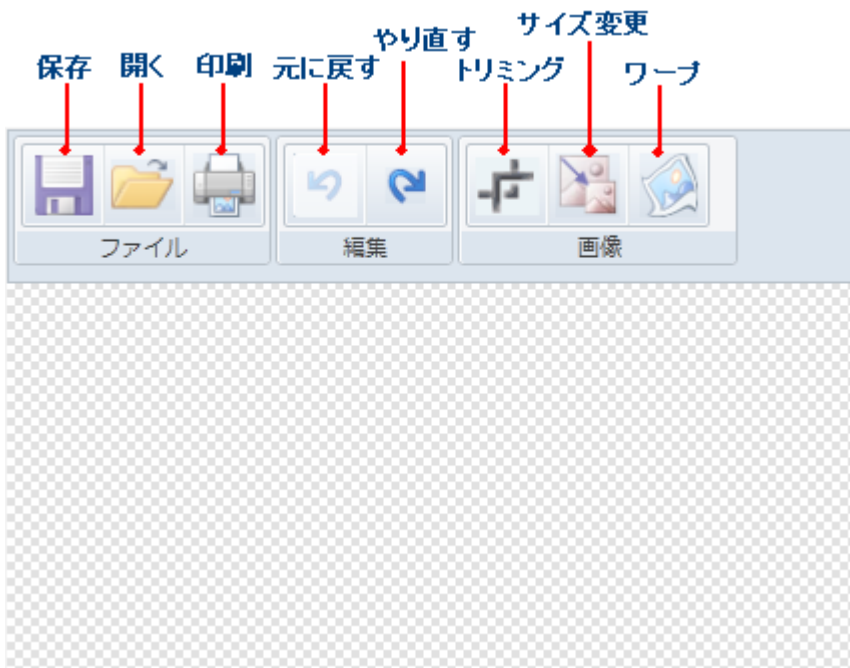 サイズ変更
やり直す
保存 開く 印刷 元に戻す トリミング ワープ
ファイル 編集 画像